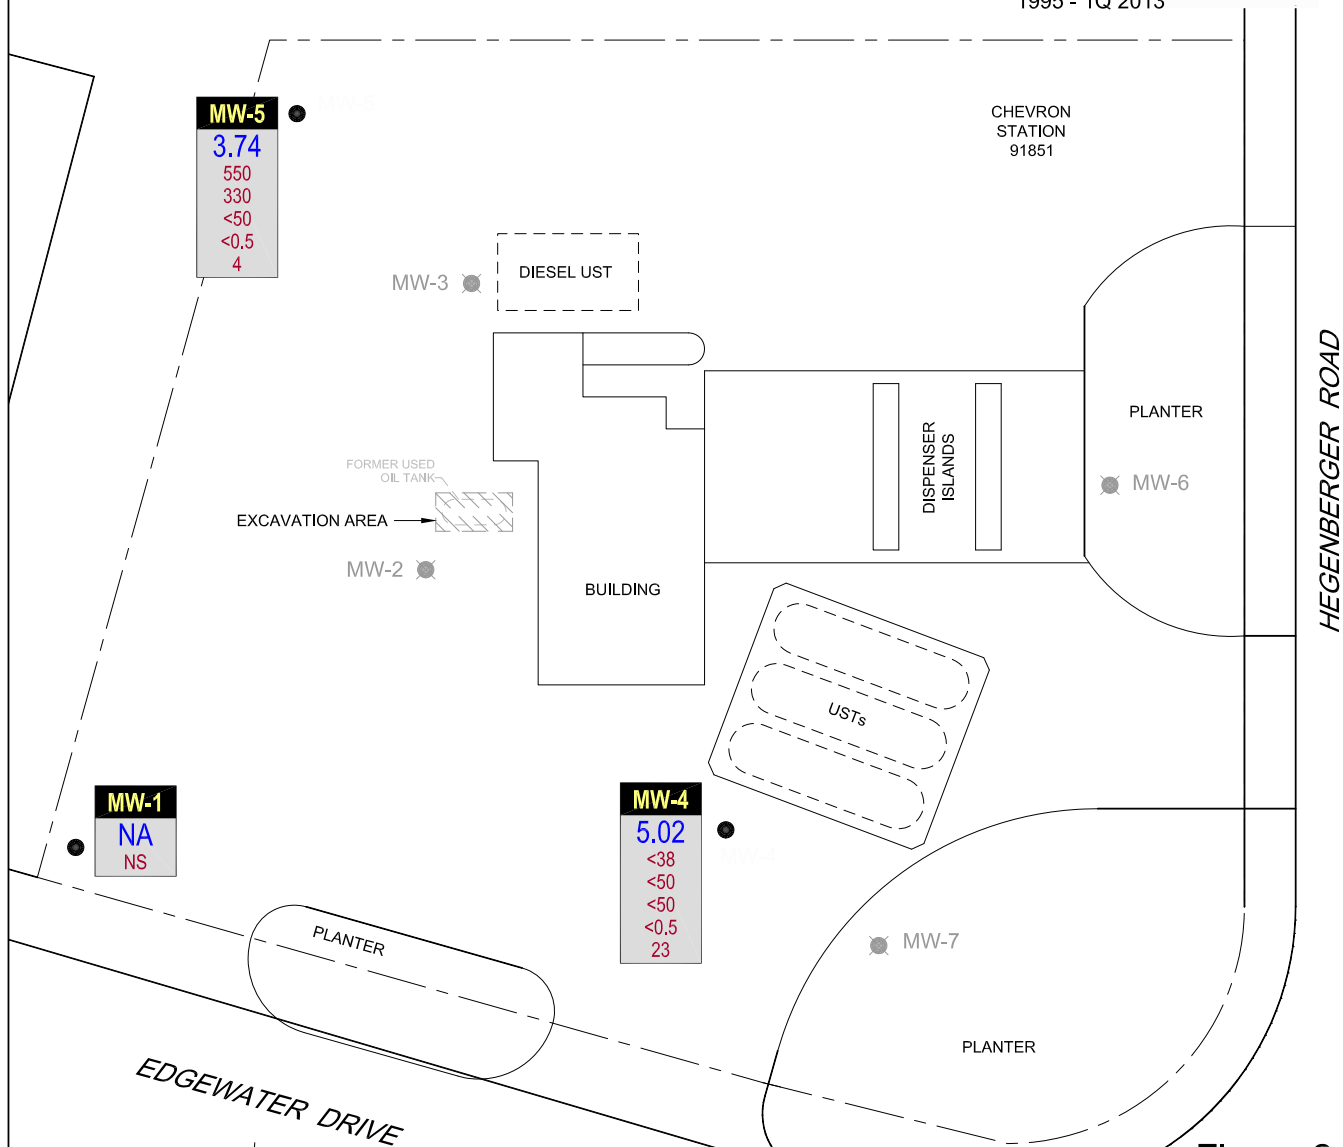 1995 - 1Q 2013
MW-5
3.74
550
330
<50
<0.5
4
CHEVRON
STATION
91851
MW-3
DIESEL UST
HEGENBERGER ROAD
PLANTER
DISPENSER
ISLANDS
FORMER USED
OIL TANK
MW-6
EXCAVATION AREA
MW-2
BUILDING
USTs
MW-1
NA
NS
MW-4
5.02
<38
<50
<50
<0.5
23
PLANTER
MW-7
PLANTER
EDGEWATER DRIVE